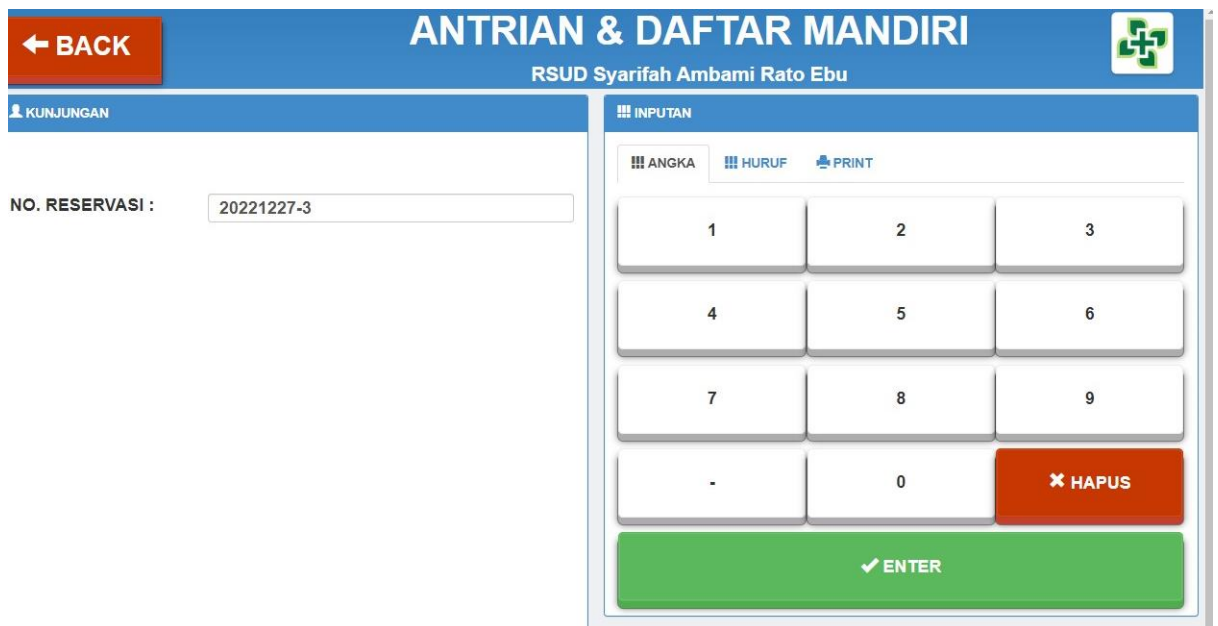 BACK
ANTRIAN & DAFTAR MANDIRI
RSUD Syarifah Ambami Rato Ebu
KUNJUNGAN
NO. RESERVASI :
20221227-3
INPUTAN
ANGKA HURUF PRINT
1 2 3
4 5 6
7 8 9
- 0 HAPUS
ENTER